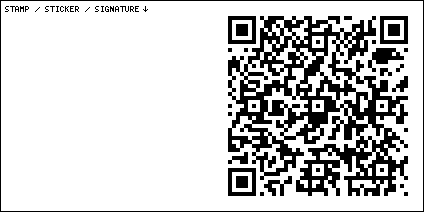 STAMP / STICKER / SIGNATURE ↓